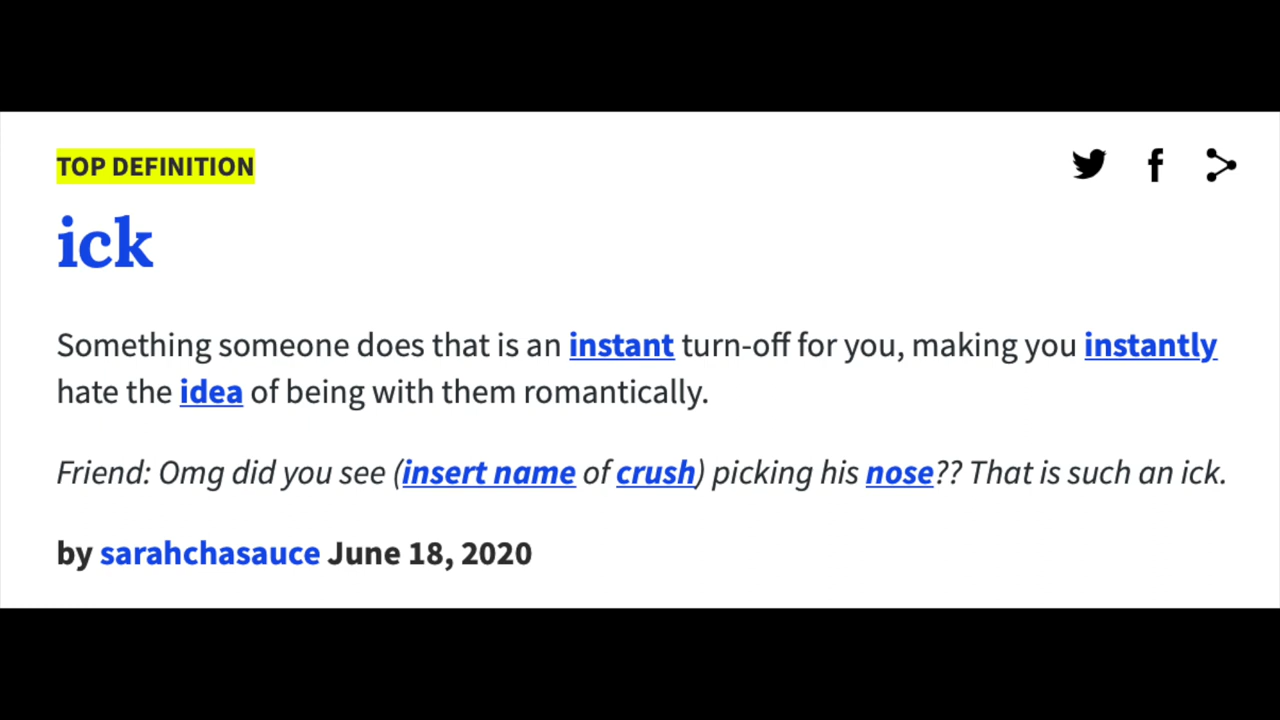 TOP DEFINITION
ick
Something someone does that is an instant turn-off for you, making you instantly
hate the idea of being with them romantically.
Friend: Omg did you see (insert name of crush) picking his nose?? That is such an ick.
by sarahchasauce June 18, 2020